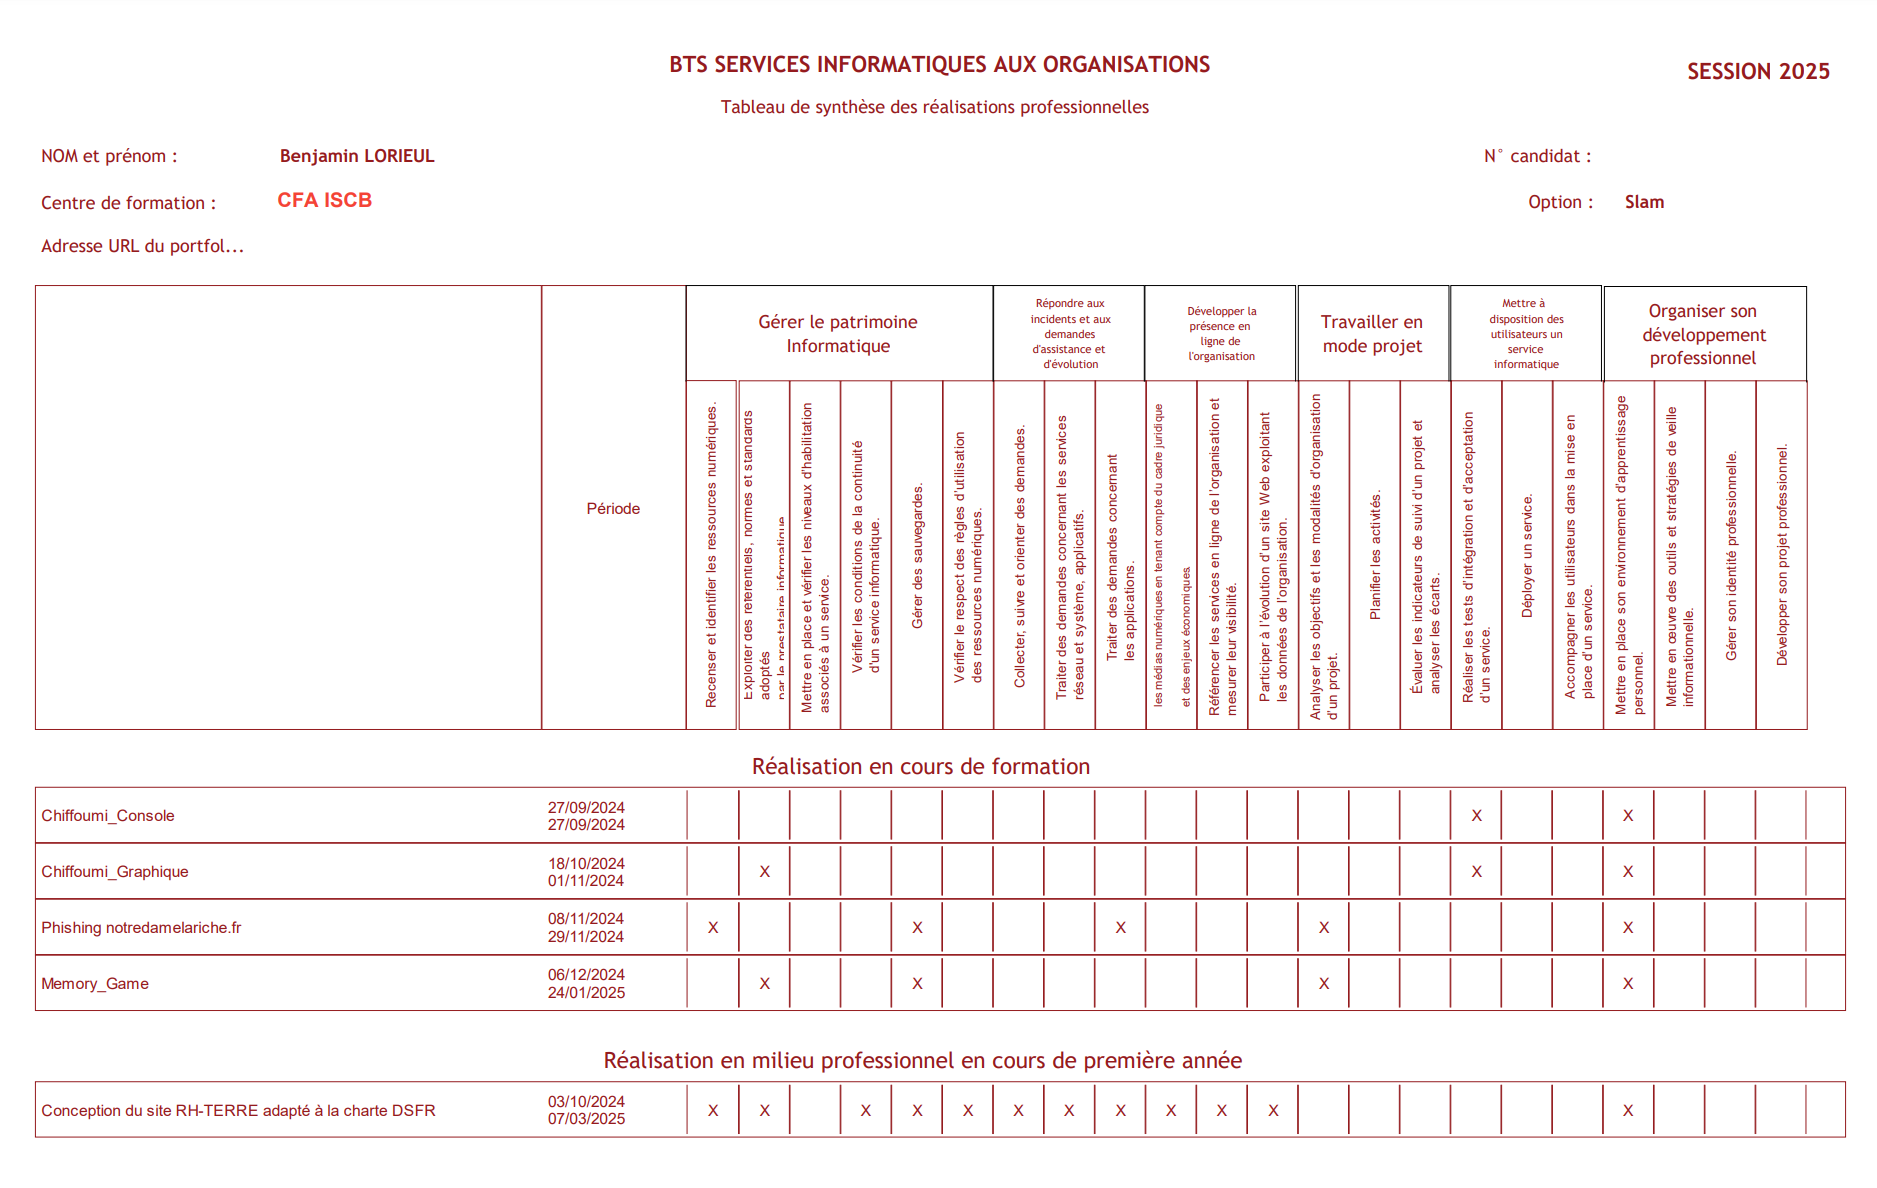 BTS SERVICES INFORMATIQUES AUX ORGANISATIONS
SESSION 2025
Tableau de synthèse des réalisations professionnelles
NOM et prénom :
Benjamin LORIEUL
N° candidat :
Centre de formation :
CFA ISCB
Option :
Slam
Adresse URL du portfol...
Période
Gérer le patrimoine
Informatique
Répondre aux
incidents et aux
demandes
d'assistance et
d'évolution
Développer la
présence en
ligne de
l'organisation
Travailler en
mode projet
Mettre à
disposition des
utilisateurs un
service
informatique
Organiser son
développement
professionnel
Recenser et identifier les ressources numériques.
Exploiter des referentiels, normes et standards
adoptés
par le prestataire informatique
Mettre en place et vérifier les niveaux d'habilitation
associés à un service.
Vérifier les conditions de la continuité
d'un service informatique.
Gérer des sauvegardes.
Vérifier le respect des règles d'utilisation
des ressources numériques.
Collecter, suivre et orienter des demandes.
Traiter des demandes concernant les services
réseau et système, applicatifs.
Traiter des demandes concernant
les applications.
les médias numériques en tenant compte du cadre juridique
et des enjeux économiques.
Référencer les services en ligne de l'organisation et
mesurer leur visibilité.
Participer à l'évolution d'un site Web exploitant
les données de l'organisation.
Analyser les objectifs et les modalités d'organisation
d'un projet.
Planifier les activités.
Évaluer les indicateurs de suivi d'un projet et
analyser les écarts.
Réaliser les tests d'intégration et d'acceptation
d'un service.
Déployer un service.
Accompagner les utilisateurs dans la mise en
place d'un service.
Mettre en place son environnement d'apprentissage
personnel.
Mettre en œuvre des outils et stratégies de veille
informationnelle.
Gérer son identité professionnelle.
Développer son projet professionnel.
Réalisation en cours de formation
Chiffoumi_Console
27/09/2024
27/09/2024
X X
Chiffoumi_Graphique
18/10/2024
01/11/2024
X X X
Phishing notredamelariche.fr
08/11/2024
29/11/2024
X X X X X
Memory_Game
06/12/2024
24/01/2025
X X X X
Réalisation en milieu professionnel en cours de première année
Conception du site RH-TERRE adapté à la charte DSFR
03/10/2024
07/03/2025
X X X X X X X X X X X X